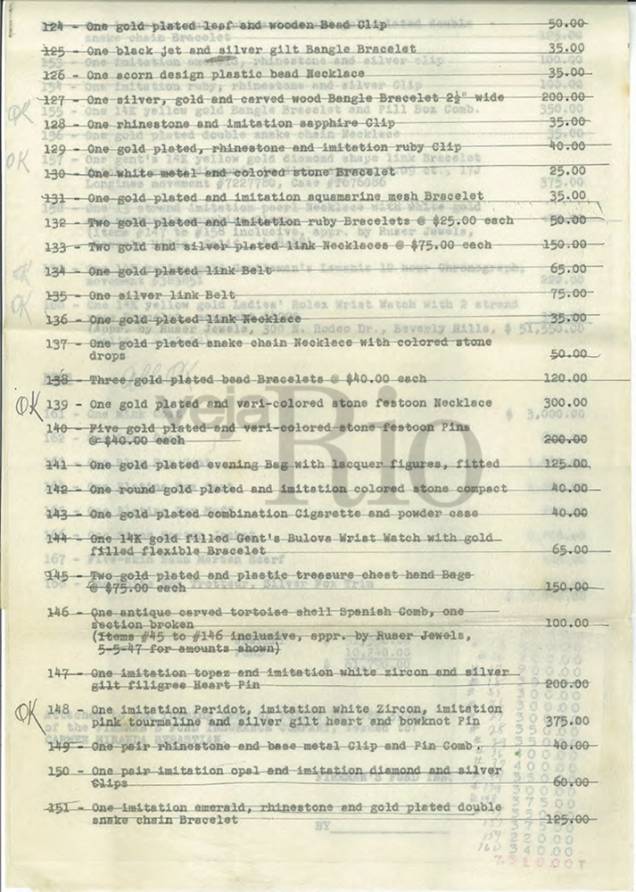 124 - One gold plated leaf and wooden Bead Clip 50.00
125 - One black jet and silver gilt Bangle Bracelet 35.00
126 - One acorn design plastic bead Necklace 35.00
127 - One silver, gold and carved wood Bangle Bracelet 2½" wide 200.00
128 - One rhinestone and imitation sapphire Clip 35.00
129 - One gold plated, rhinestone and imitation ruby Clip 40.00
OK
130 - One white metal and colored stone Bracelet 25.00
131 - One gold plated and imitation aquamarine mesh Bracelet 35.00
132 - Two gold plated and imitation ruby Bracelets @ $25.00 each 50.00
133 - Two gold and silver plated link Necklaces @ $75.00 each 150.00
134 - One gold plated link Belt 65.00
135 - One silver link Belt 75.00
136 - One gold plated link Necklace 35.00
137 - One gold plated snake chain Necklace with colored stone
drops 50.00
138 - Three gold plated bead Bracelets - $40.00 each 120.00
OK 139 - One gold plated and vari-colored stone festoon Necklace 300.00
140 - Five gold plated and vari-colored stone festoon Pins
@ $40.00 each 200.00
veja Rio
141 - One gold plated evening Bag with lacquer figures, fitted 125.00
142 - One round gold plated and imitation colored stone compact 40.00
143 - One gold plated combination Cigarette and powder case 40.00
144 - One 14K gold filled Gent's Bulova Wrist Watch with gold
filled flexible Bracelet 65.00
145 - Two gold plated and plastic treasure chest hand Bags
@ $75.00 each 150.00
146 - One antique carved tortoise shell Spanish Comb, one
section broken 100.00
(Items #45 to #146 inclusive, appr. by Ruser Jewels,
5-5-47 for amounts shown)
147 - One imitation topaz and imitation white zircon and silver
gilt filigree Heart Pin 200.00
OK 148 - One imitation Peridot, imitation white Zircon, imitation
pink tourmaline and silver gilt heart and bowknot Pin 375.00
149 - One pair rhinestone and base metal Clip and Pin Comb. 40.00
150 - One pair imitation opal and imitation diamond and silver
Clips 60.00
151 - One imitation emerald, rhinestone and gold plated double
snake chain Bracelet 125.00